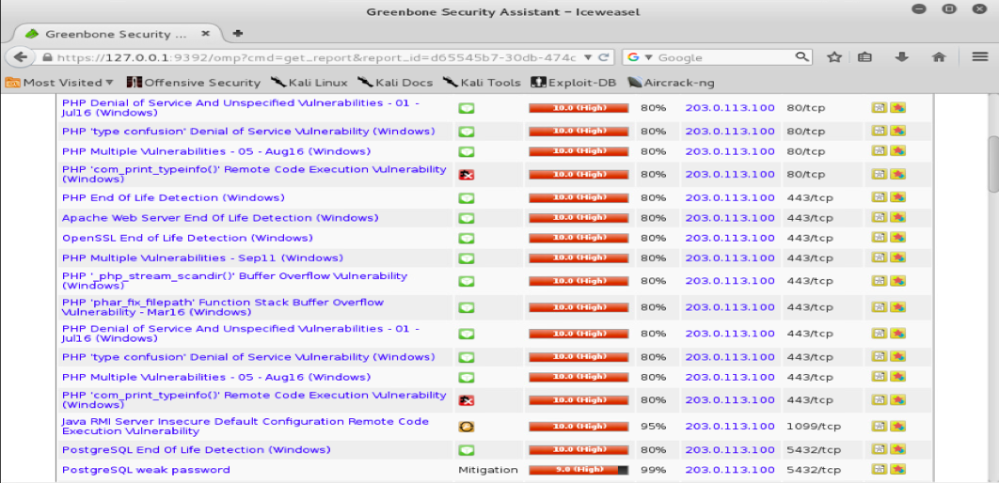 Greenbone Security Assistant - Iceweasel
Greenbone Security ...
https://127.0.0.1:9392/omp?cmd=get_report&report_id=d65545b7-30db-474c
Google
Most Visited Offensive Security Kali Linux Kali Docs Kali Tools Exploit-DB Aircrack-ng
PHP Denial of Service And Unspecified Vulnerabilities - 01 -
Jul16 (Windows) 10.0 (High) 80% 203.0.113.100 80/tcp
PHP 'type confusion' Denial of Service Vulnerability (Windows) 10.0 (High) 80% 203.0.113.100 80/tcp
PHP Multiple Vulnerabilities - 05 - Aug16 (Windows) 10.0 (High) 80% 203.0.113.100 80/tcp
PHP 'com_print_typeinfo()' Remote Code Execution Vulnerability
(Windows) 10.0 (High) 80% 203.0.113.100 80/tcp
PHP End Of Life Detection (Windows) 10.0 (High) 80% 203.0.113.100 443/tcp
Apache Web Server End Of Life Detection (Windows) 10.0 (High) 80% 203.0.113.100 443/tcp
OpenSSL End of Life Detection (Windows) 10.0 (High) 80% 203.0.113.100 443/tcp
PHP Multiple Vulnerabilities - Sep11 (Windows) 10.0 (High) 80% 203.0.113.100 443/tcp
PHP '_php_stream_scandir()' Buffer Overflow Vulnerability
(Windows) 10.0 (High) 80% 203.0.113.100 443/tcp
PHP 'phar_fix_filepath' Function Stack Buffer Overflow
Vulnerability - Mar16 (Windows) 10.0 (High) 80% 203.0.113.100 443/tcp
PHP Denial of Service And Unspecified Vulnerabilities - 01 -
Jul16 (Windows) 10.0 (High) 80% 203.0.113.100 443/tcp
PHP 'type confusion' Denial of Service Vulnerability (Windows) 10.0 (High) 80% 203.0.113.100 443/tcp
PHP Multiple Vulnerabilities - 05 - Aug16 (Windows) 10.0 (High) 80% 203.0.113.100 443/tcp
PHP 'com_print_typeinfo()' Remote Code Execution Vulnerability
(Windows) 10.0 (High) 80% 203.0.113.100 443/tcp
Java RMI Server Insecure Default Configuration Remote Code
Execution Vulnerability 10.0 (High) 95% 203.0.113.100 1099/tcp
PostgreSQL End Of Life Detection (Windows) 10.0 (High) 80% 203.0.113.100 5432/tcp
PostgreSQL weak password Mitigation 9.0 (High) 99% 203.0.113.100 5432/tcp